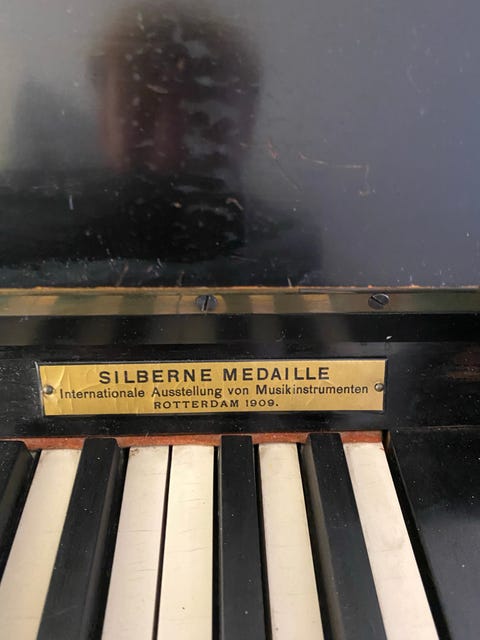 SILBERNE MEDAILLE
Internationale Ausstellung von Musikinstrumenten
ROTTERDAM 1909.